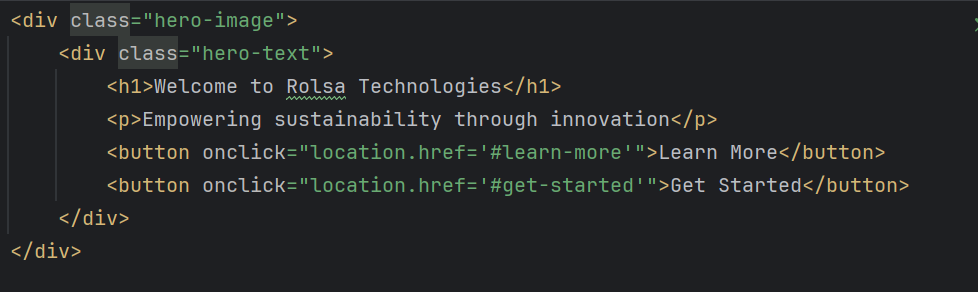 <div class="hero-image">
<div class="hero-text">
<h1>Welcome to Rolsa Technologies</h1>
<p>Empowering sustainability through innovation</p>
<button onclick="location.href='#learn-more'">Learn More</button>
<button onclick="location.href='#get-started'">Get Started</button>
</div>
</div>